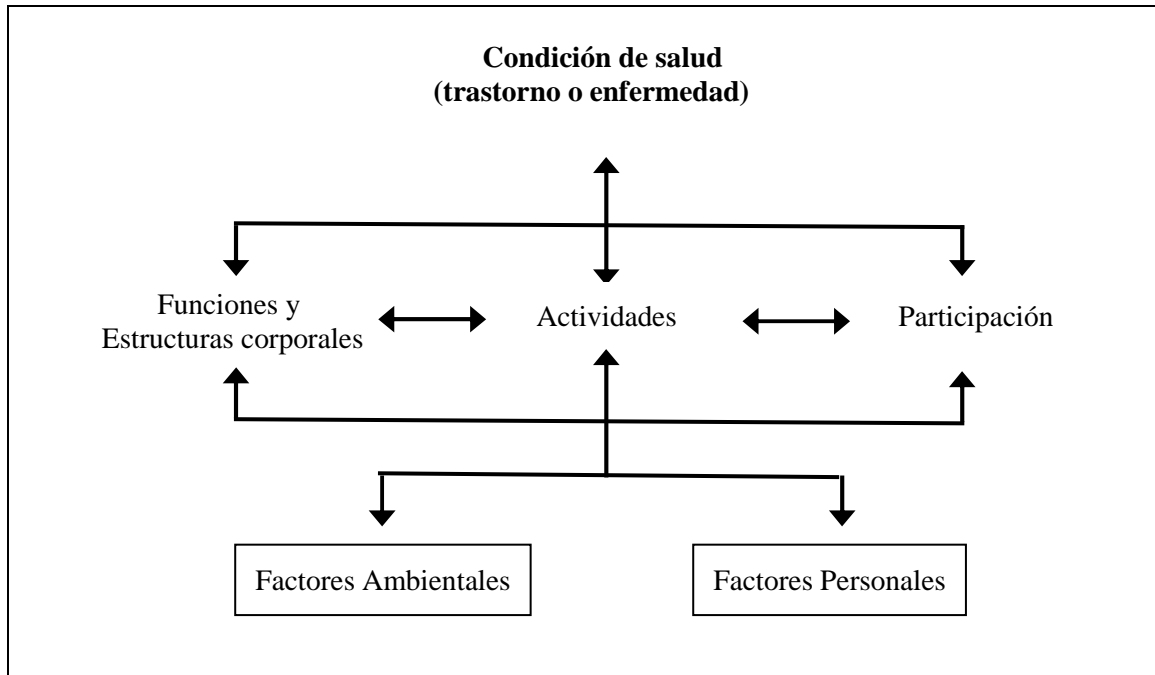 Condición de salud
(trastorno o enfermedad)
Funciones y
Estructuras corporales
Actividades
Participación
Factores Ambientales
Factores Personales